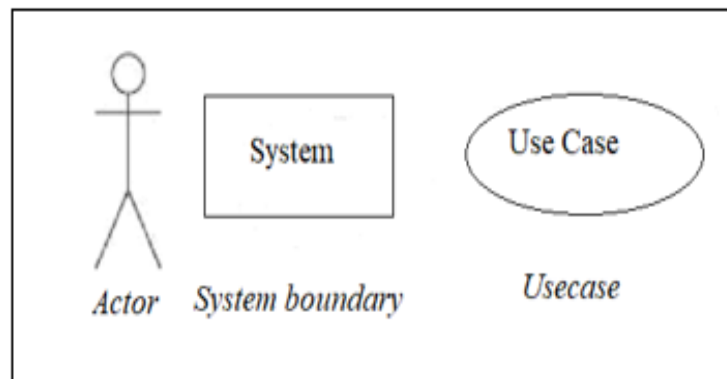 System
Use Case
Actor
System boundary
Usecase